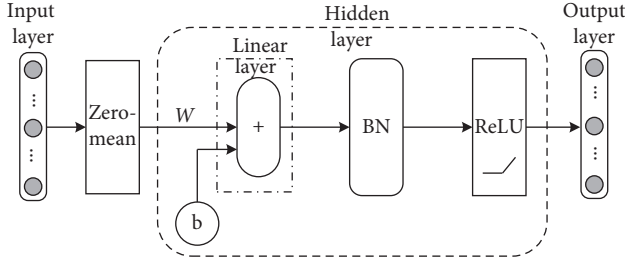 Input
layer
Hidden
layer
Output
layer
Linear
layer
Zero-
mean
W
+
b
BN
ReLU
...
...
...
...